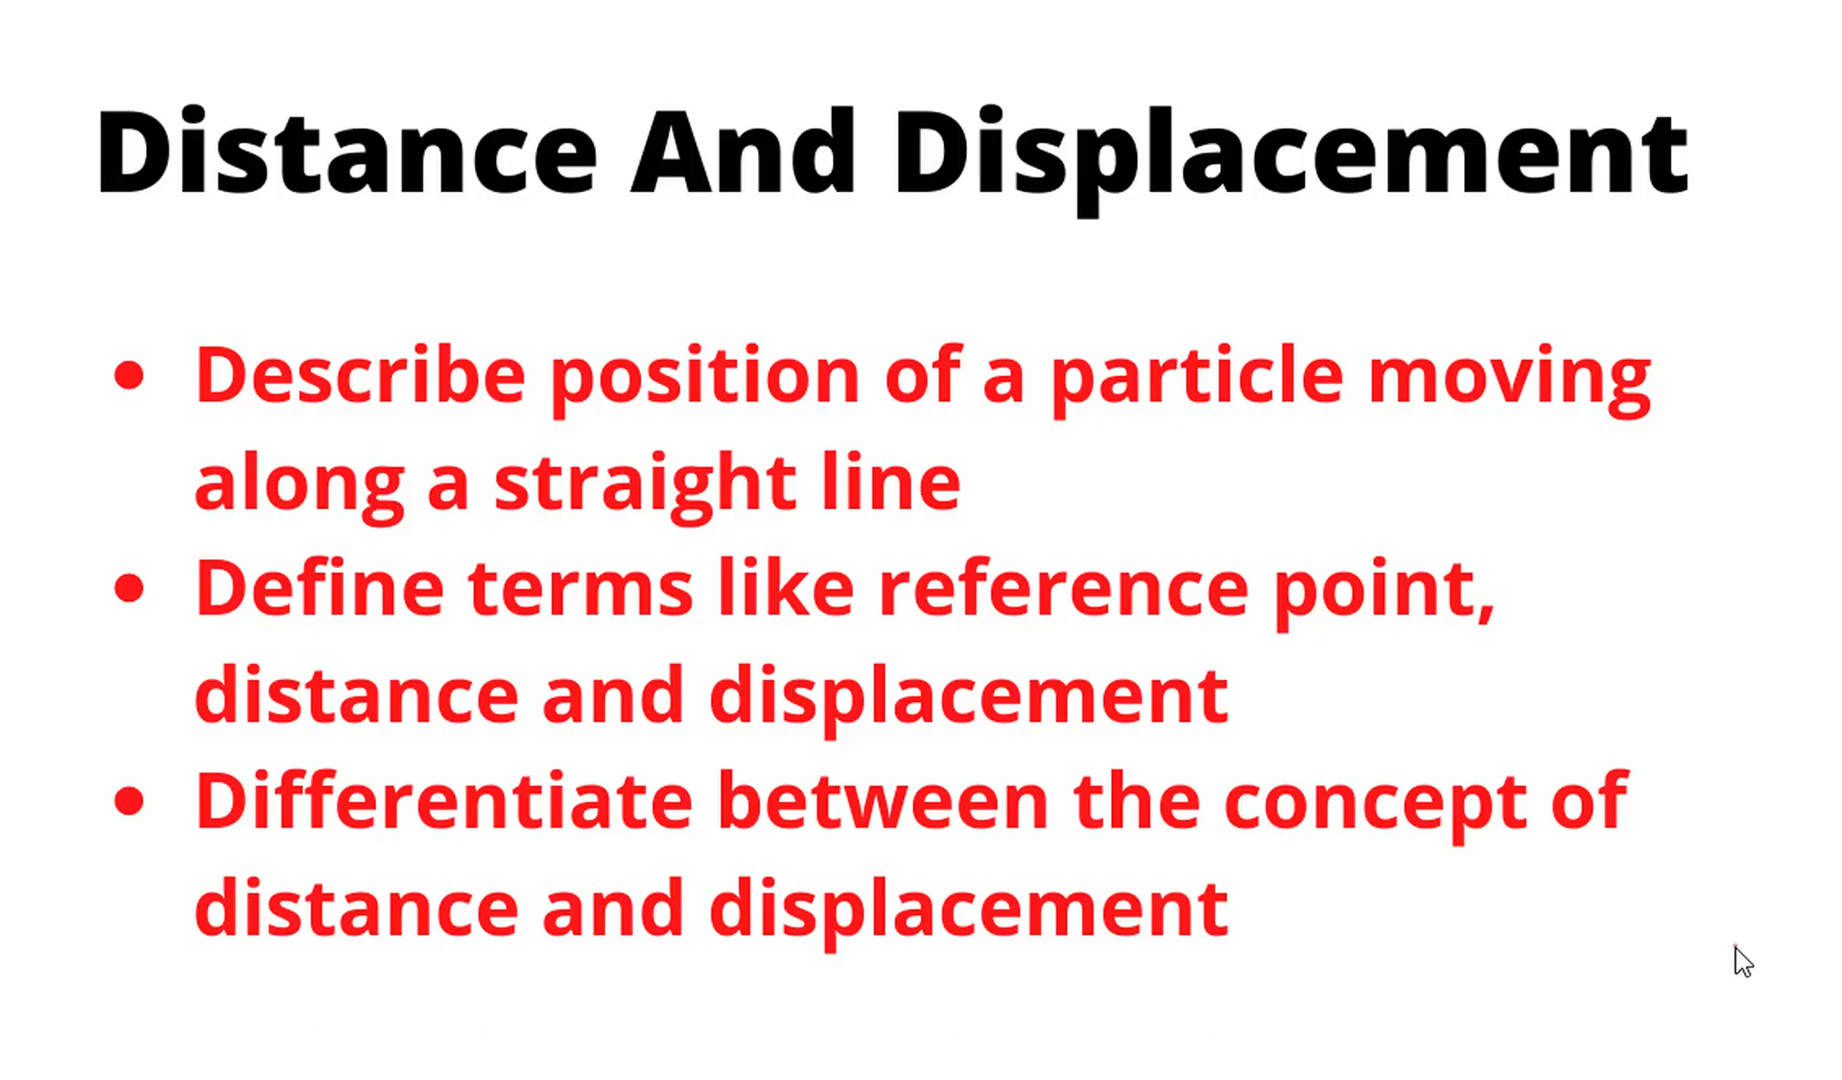 Distance And Displacement
• Describe position of a particle moving
along a straight line
• Define terms like reference point,
distance and displacement
• Differentiate between the concept of
distance and displacement